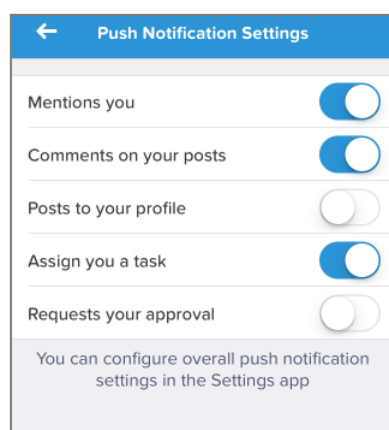 Push Notification Settings
Mentions you
Comments on your posts
Posts to your profile
Assign you a task
Requests your approval
You can configure overall push notification
settings in the Settings app